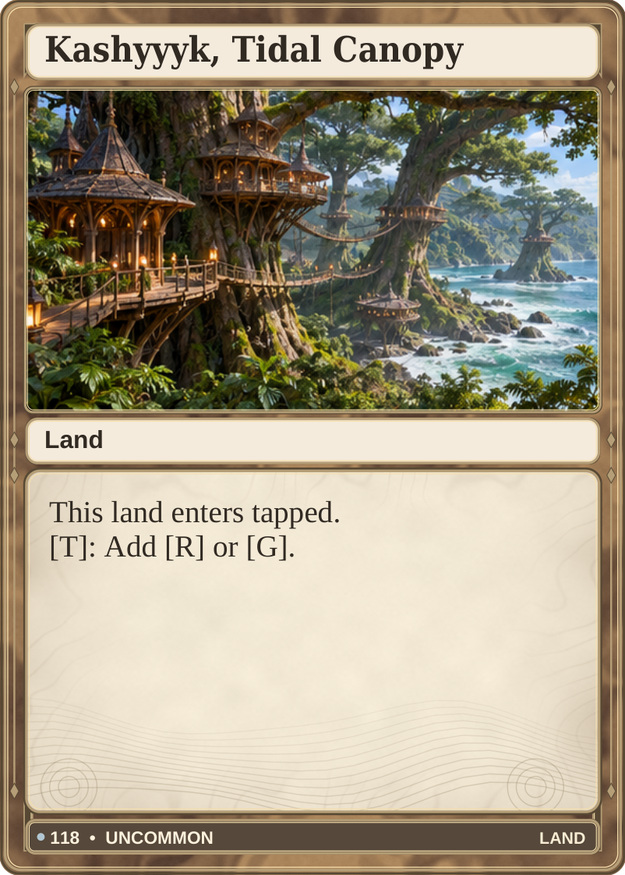 Kashyyyk, Tidal Canopy
Land
This land enters tapped.
[T]: Add [R] or [G].
118 • UNCOMMON
LAND